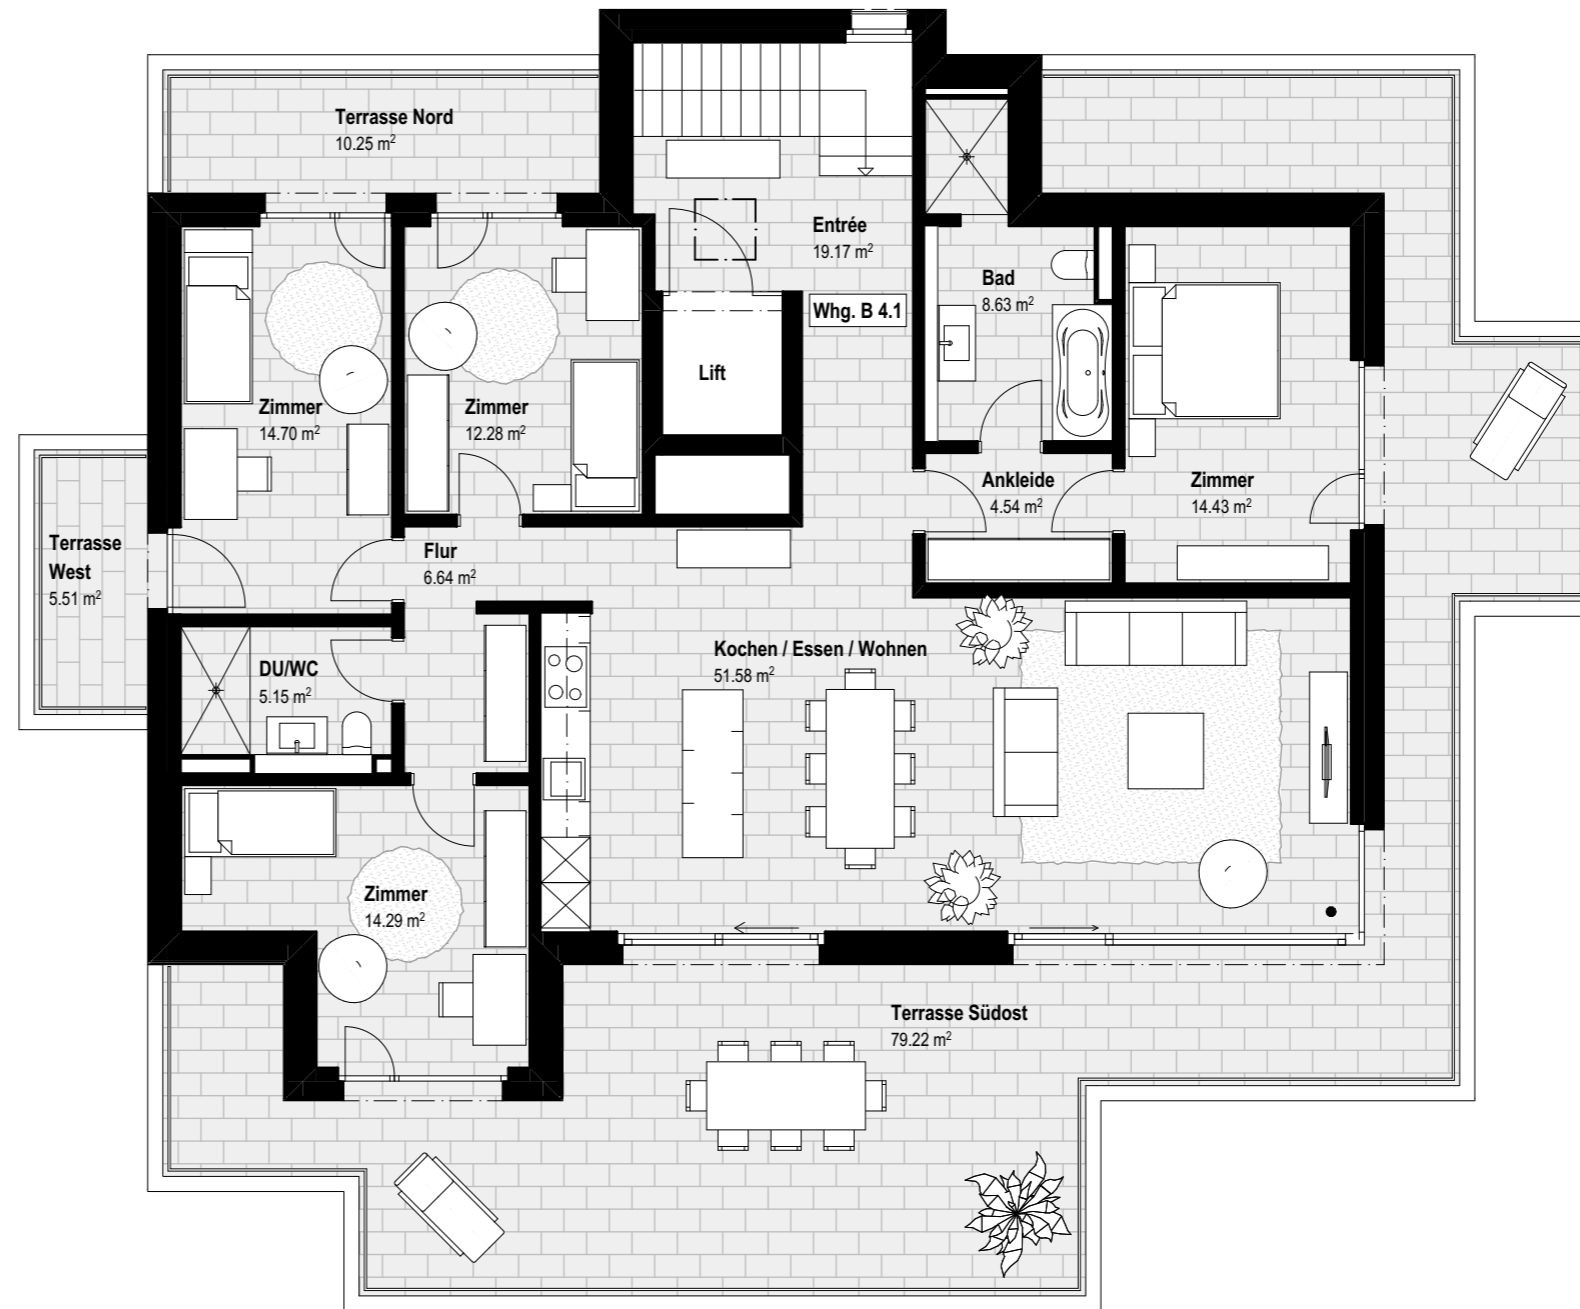 Terrasse Nord
10.25 m²
Entrée
19.17 m²
Bad
8.63 m²
Whg. B 4.1
Lift
Zimmer
14.70 m²
Zimmer
12.28 m²
Ankleide
4.54 m²
Zimmer
14.43 m²
Terrasse
West
5.51 m²
Flur
6.64 m²
DU/WC
5.15 m²
Kochen / Essen / Wohnen
51.58 m²
Zimmer
14.29 m²
Terrasse Südost
79.22 m²